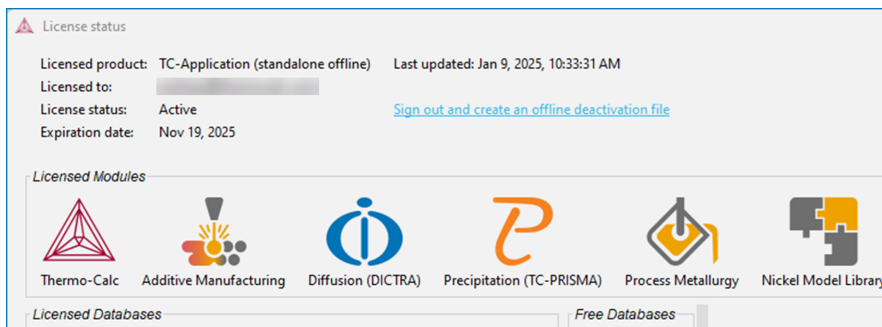 License status
Licensed product: TC-Application (standalone offline) Last updated: Jan 9, 2025, 10:33:31 AM
Licensed to:
License status: Active Sign out and create an offline deactivation file
Expiration date: Nov 19, 2025
Licensed Modules
Thermo-Calc Additive Manufacturing Diffusion (DICTRA) Precipitation (TC-PRISMA) Process Metallurgy Nickel Model Library
Licensed Databases Free Databases